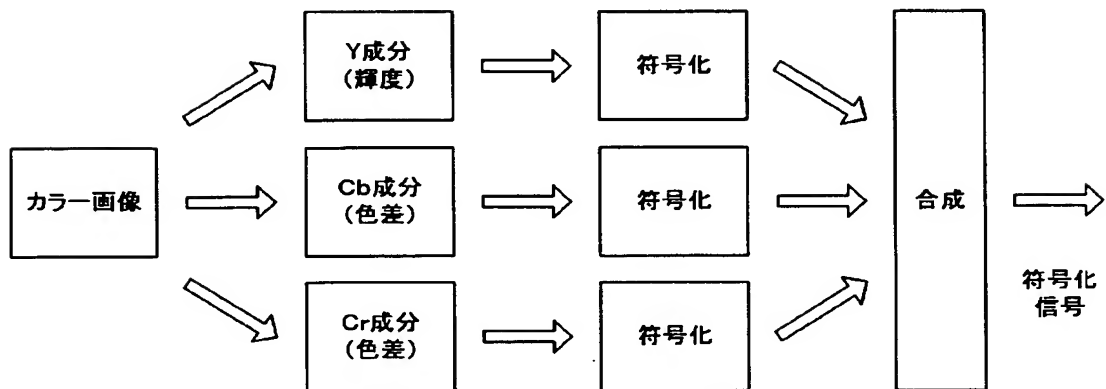 カラー画像
Y成分
(輝度)
符号化
Cb成分
(色差)
符号化
Cr成分
(色差)
符号化
合成
符号化
信号